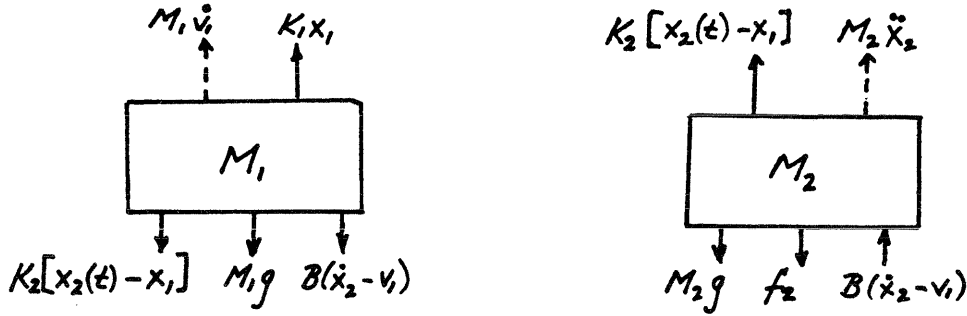 M₁v̇₁ K₁x₁
M₁
K₂[x₂(t)-x₁] M₁g B(ẋ₂-v₁)
K₂[x₂(t)-x₁] M₂ẍ₂
M₂
M₂g f₂ B(ẋ₂-v₁)